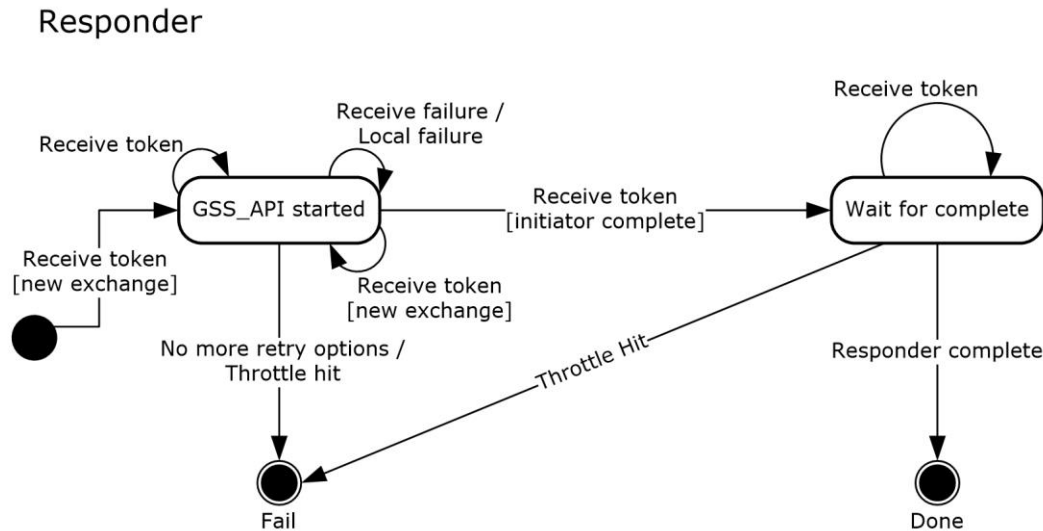 Responder
Receive failure /
Local failure
Receive token
Receive token
GSS_API started
Receive token
[initiator complete]
Wait for complete
Receive token
[new exchange]
Receive token
[new exchange]
No more retry options /
Throttle hit
Throttle Hit
Responder complete
Fail
Done